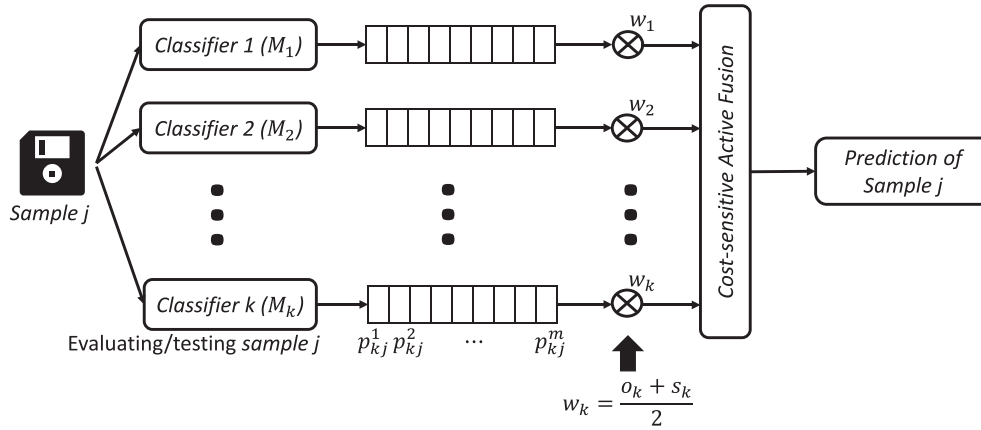 Classifier 1 (M₁)
w₁
Classifier 2 (M₂)
w₂
Sample j
Cost-sensitive Active Fusion
Prediction of
Sample j
Classifier k (Mₖ)
wₖ
Evaluating/testing sample j
p¹ₖⱼ p²ₖⱼ ... pᵐₖⱼ
wₖ = (oₖ + sₖ)/2